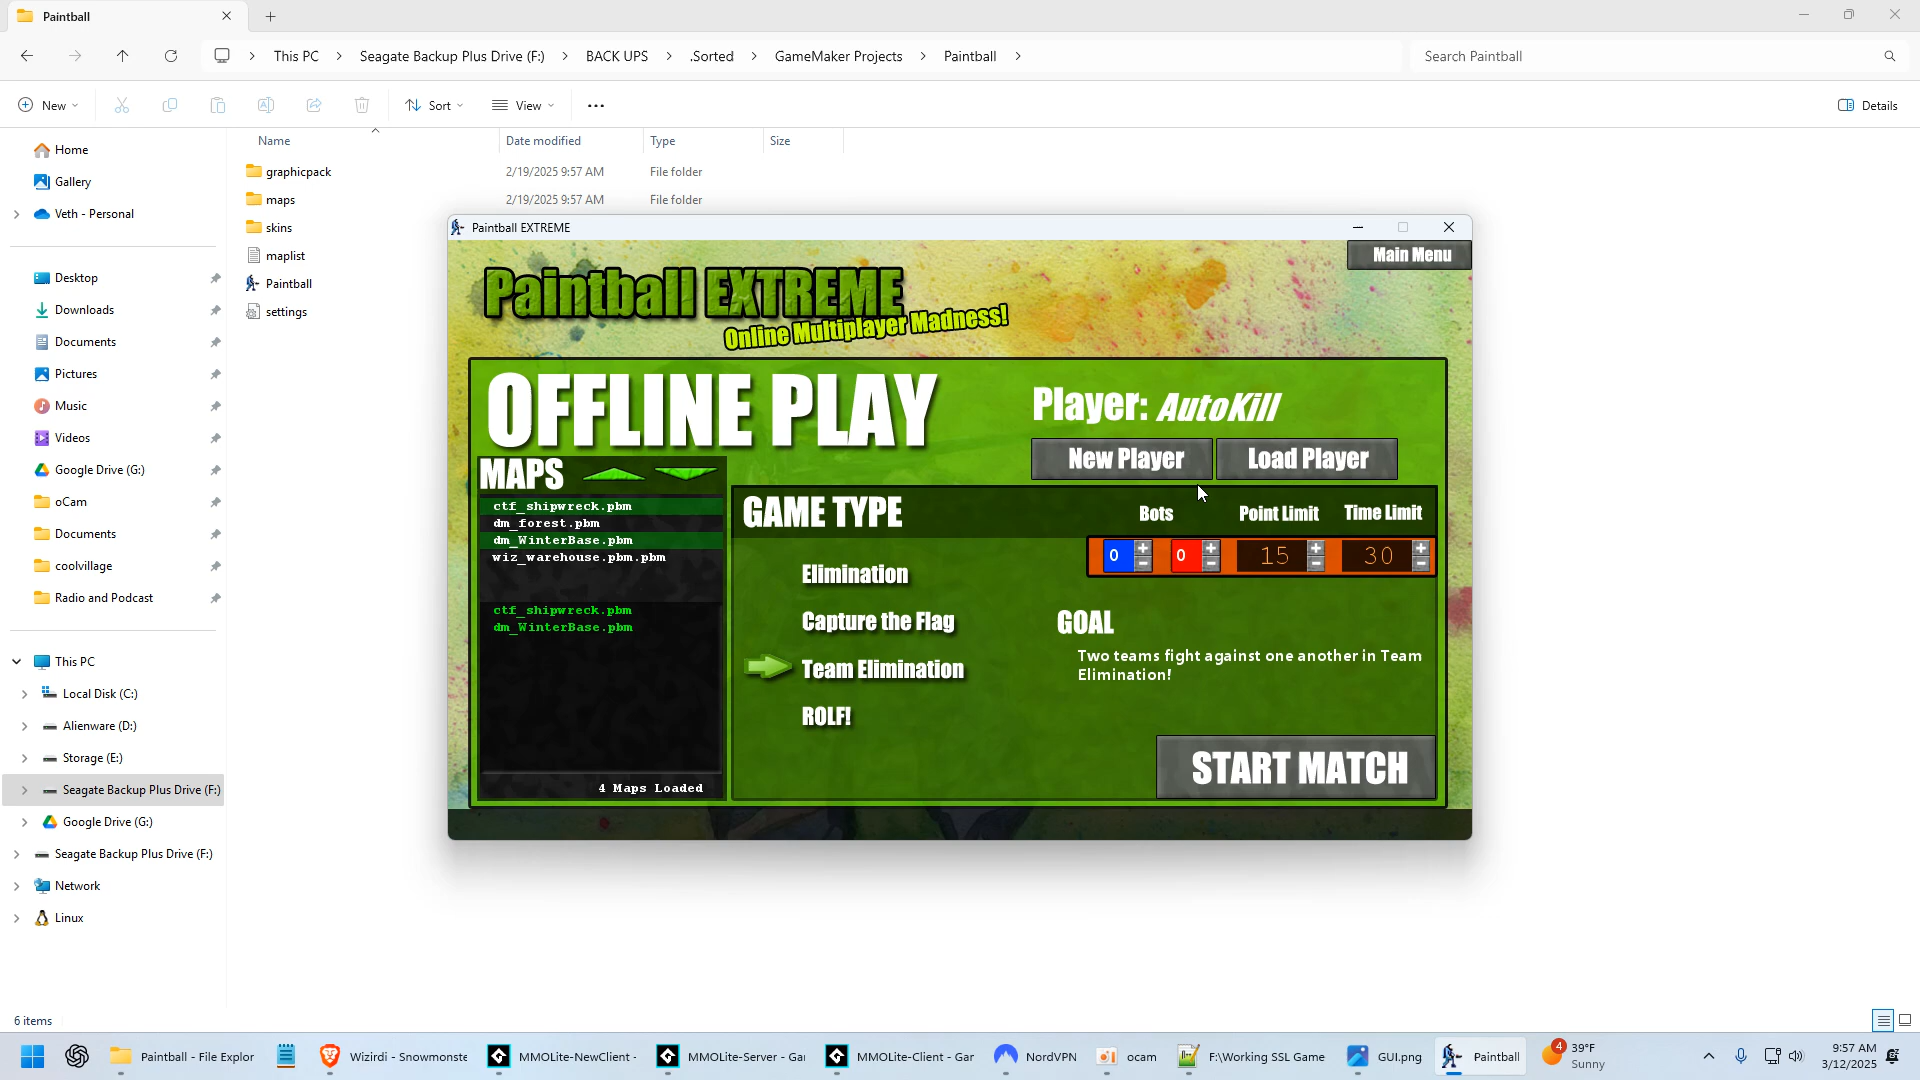 Paintball
This PC
Seagate Backup Plus Drive (F:)
BACK UPS
.Sorted
GameMaker Projects
Paintball
Search Paintball
New
Sort
View
Details
Name
Date modified
Type
Size
Home
Gallery
Veth - Personal
Desktop
Downloads
Documents
Pictures
Music
Videos
Google Drive (G:)
oCam
Documents
coolvillage
Radio and Podcast
This PC
Local Disk (C:)
Alienware (D:)
Storage (E:)
Seagate Backup Plus Drive (F:)
Google Drive (G:)
Seagate Backup Plus Drive (F:)
Network
Linux
graphicpack
2/19/2025 9:57 AM
File folder
maps
2/19/2025 9:57 AM
File folder
skins
maplist
Paintball
settings
Paintball EXTREME
Main Menu
Paintball EXTREME
Online Multiplayer Madness!
OFFLINE PLAY
Player: AutoKill
New Player
Load Player
MAPS
ctf_shipwreck.pbm
dm_forest.pbm
dm_WinterBase.pbm
wiz_warehouse.pbm.pbm
ctf_shipwreck.pbm
dm_WinterBase.pbm
4 Maps Loaded
GAME TYPE
Bots
Point Limit
Time Limit
0
0
15
30
Elimination
Capture the Flag
Team Elimination
ROLF!
GOAL
Two teams fight against one another in Team
Elimination!
START MATCH
6 items
Paintball - File Explor
Wizirdi - Snowmonste
MMOLite-NewClient -
MMOLite-Server - Gar
MMOLite-Client - Gar
NordVPN
ocam
F:\Working SSL Game
GUI.png
Paintball
4
39°F
Sunny
9:57 AM
3/12/2025